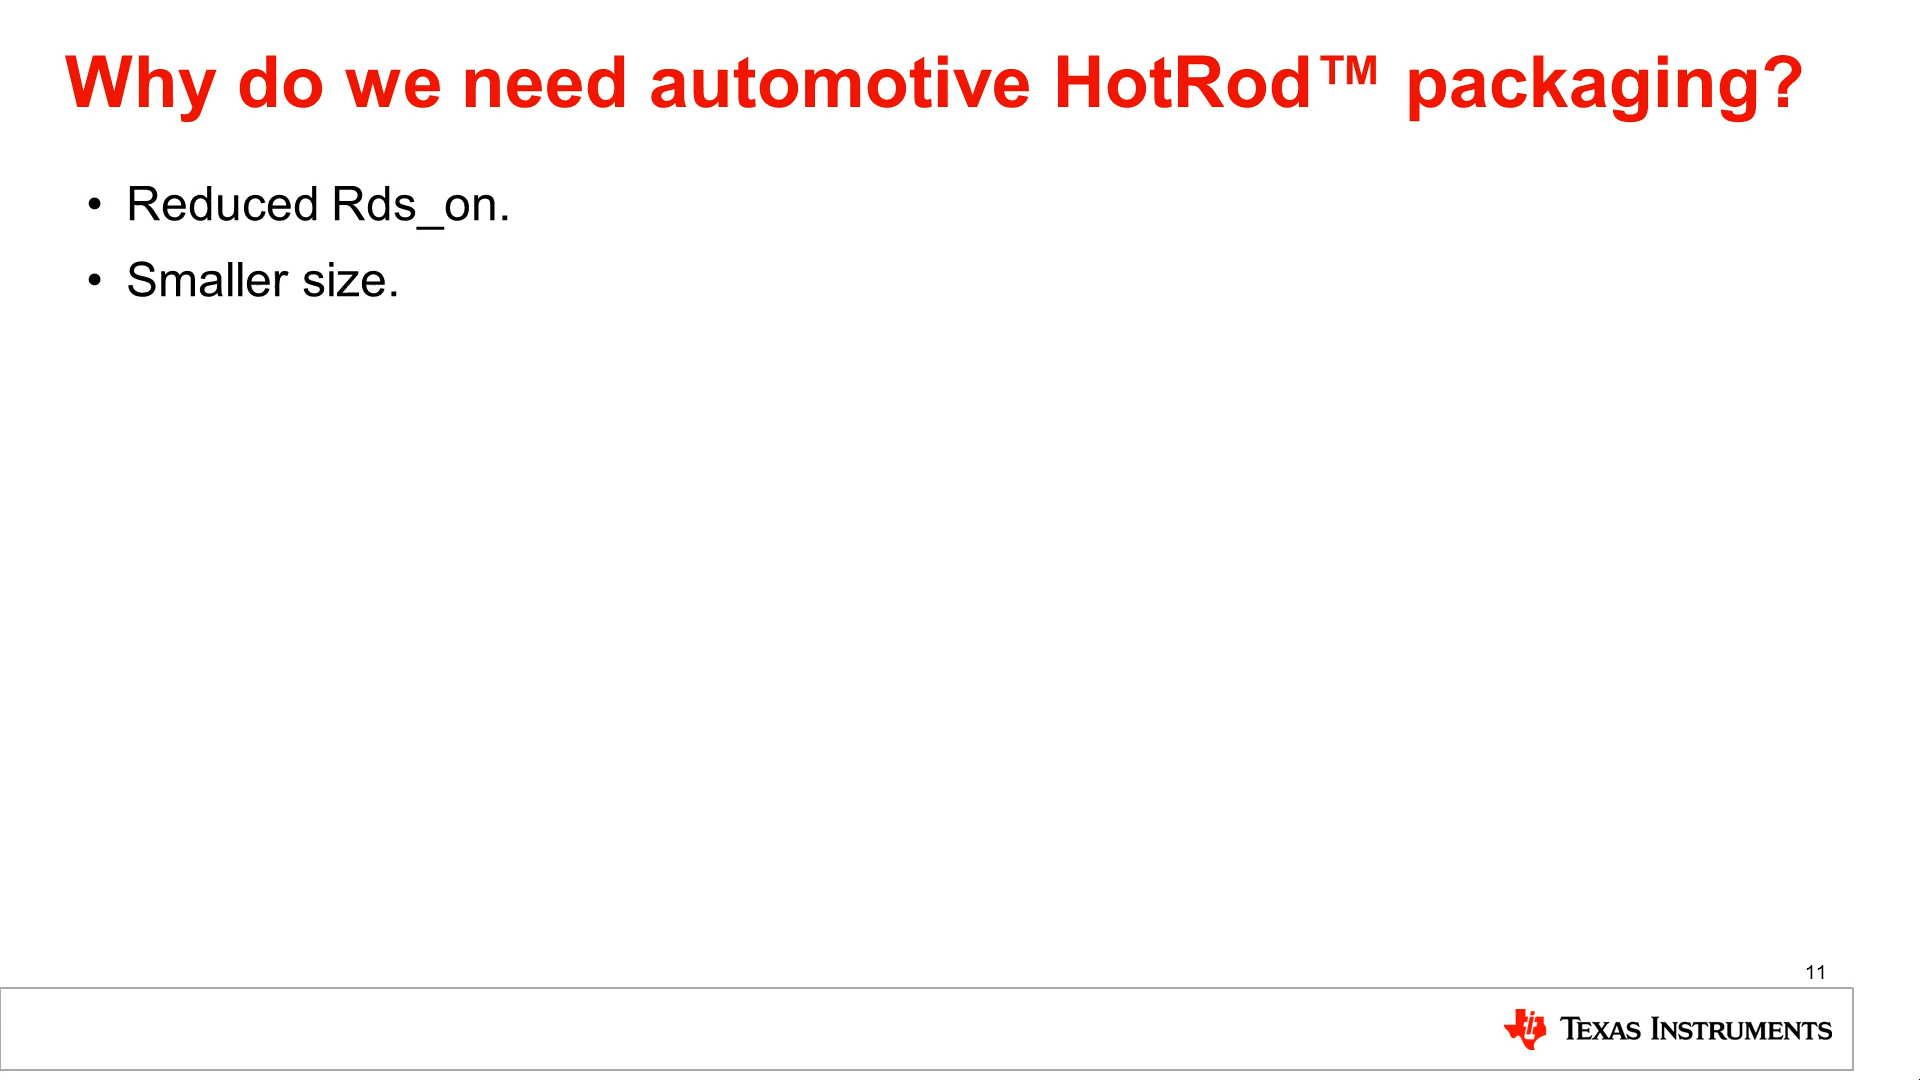 Why do we need automotive HotRod™ packaging?
• Reduced Rds_on.
• Smaller size.
11
TEXAS INSTRUMENTS